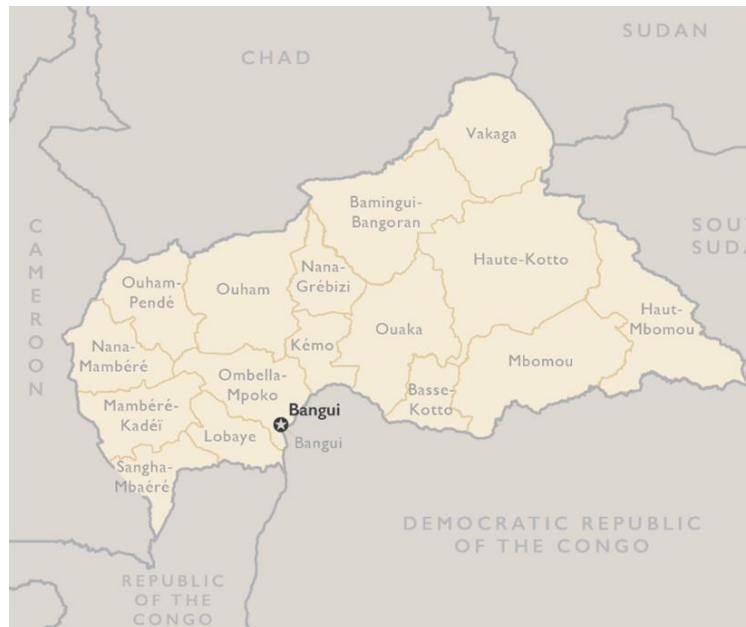 SUDAN
CHAD
Vakaga
Bamingui-
Bangoran
CAMEROON
SOU
SUDA
Haute-Kotto
Nana-
Grébizi
Ouham-
Pendé
Ouham
Haut-
Mbomou
Ouaka
Nana-
Mambéré
Kémo
Mbomou
Ombella-
Mpoko
Basse-
Kotto
Mambéré-
Kadéï
Bangui
Lobaye
Bangui
Sangha-
Mbaéré
DEMOCRATIC REPUBLIC
OF THE CONGO
REPUBLIC
OF THE
CONGO